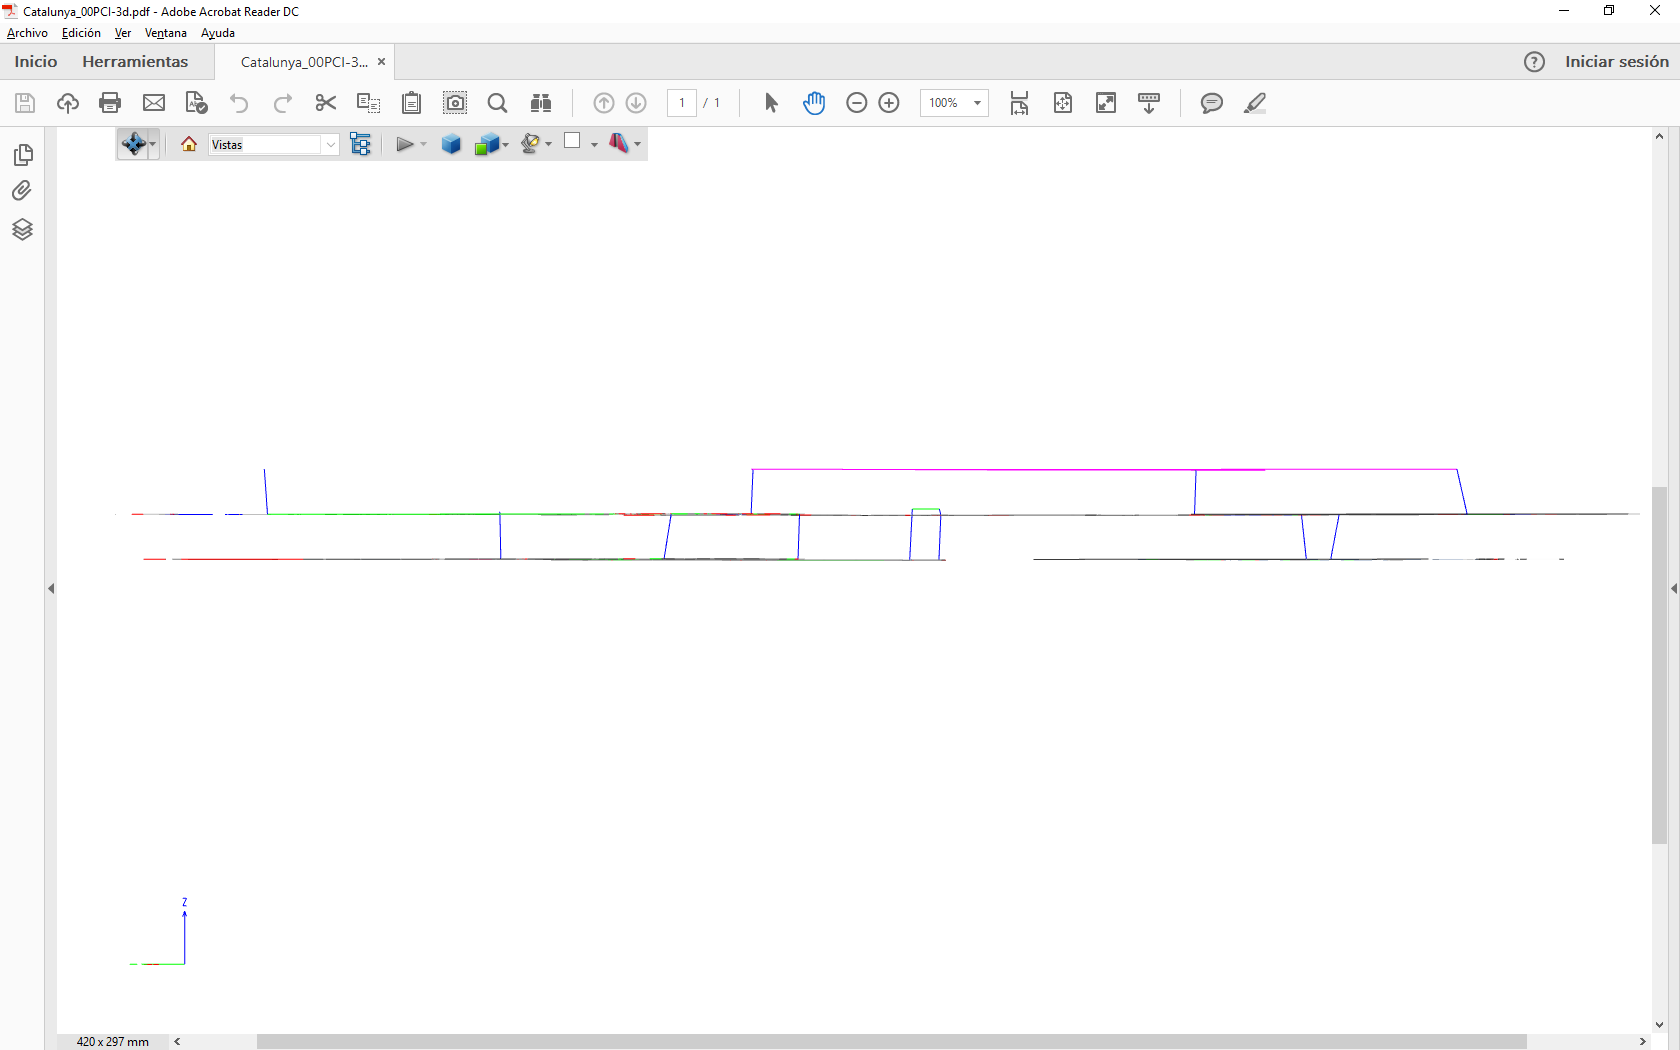 Catalunya_00PCI-3d.pdf - Adobe Acrobat Reader DC
Archivo Edición Ver Ventana Ayuda
Inicio Herramientas Catalunya_00PCI-3... × ? Iniciar sesión
1 / 1 100%
Vistas
Z
420 x 297 mm